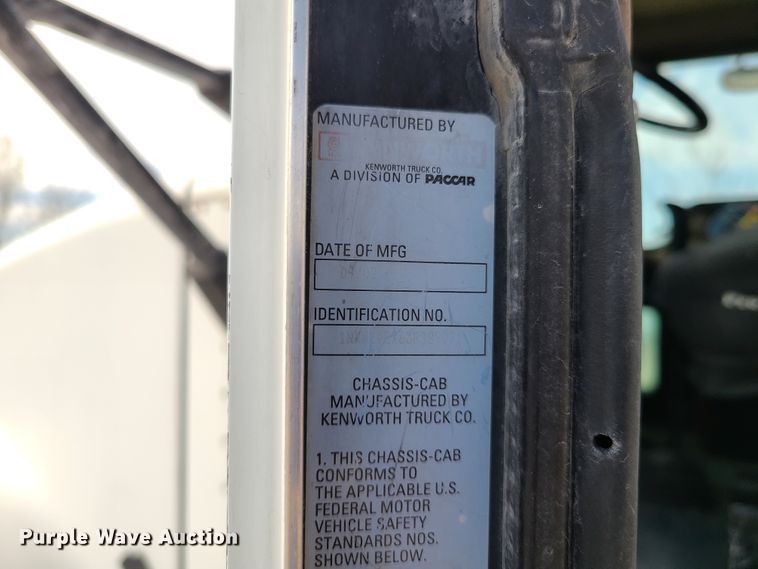 MANUFACTURED BY
KENWORTH TRUCK CO.
A DIVISION OF PACCAR
DATE OF MFG
IDENTIFICATION NO.
CHASSIS-CAB
MANUFACTURED BY
KENWORTH TRUCK CO.
1. THIS CHASSIS-CAB
CONFORMS TO
THE APPLICABLE U.S.
FEDERAL MOTOR
VEHICLE SAFETY
STANDARDS NOS.
SHOWN BELOW.
Purple Wave Auction